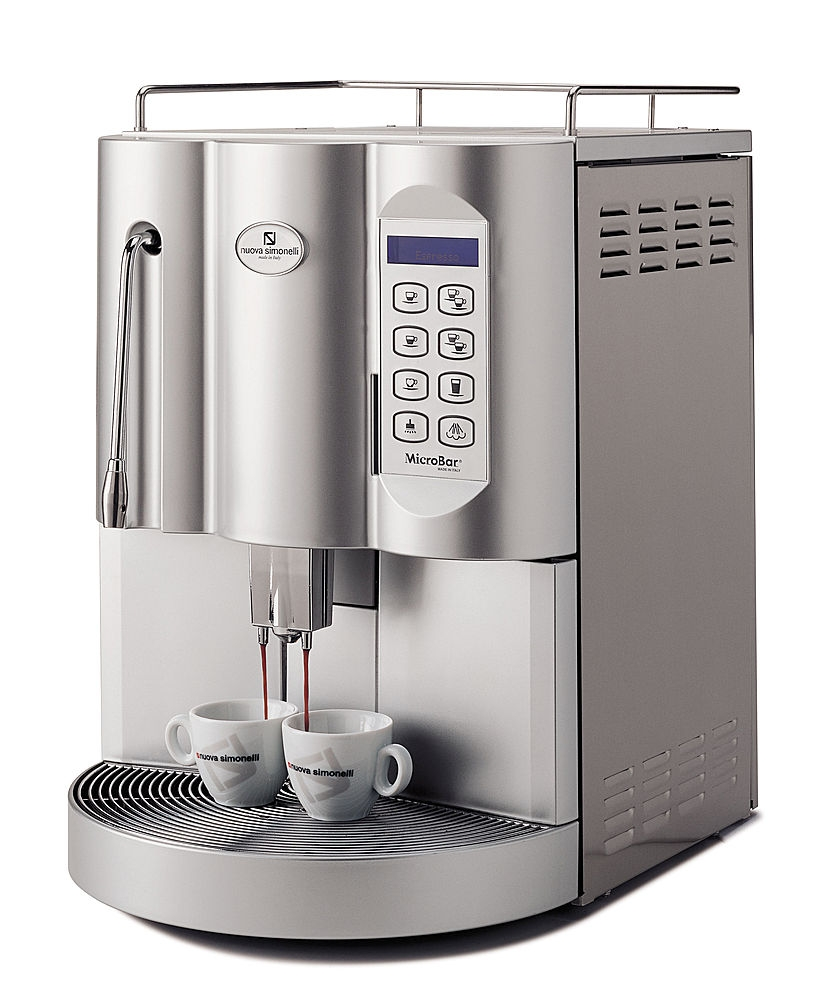 nuova simonelli
made in Italy
Espresso
MicroBar®
MADE IN ITALY
nuova simonelli
nuova simonelli